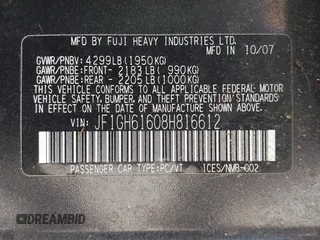 MFD BY FUJI HEAVY INDUSTRIES LTD.
MFD IN 10/07
GVWR/PNBV: 4299LB(1950KG)
GAWR/PNBE:FRONT- 2183LB( 990KG)
GAWR/PNBE:REAR - 2205LB(1000KG)
THIS VEHICLE CONFORMS TO ALL APPLICABLE
U.S. FEDERAL MOTOR VEHICLE SAFETY, BUMPER,
AND THEFT PREVENTION STANDARDS
IN EFFECT ON THE DATE
OF MANUFACTURE SHOWN ABOVE.
VIN: JF1GH61608H816612
PASSENGER CAR TYPE:PC/VT ICES/NMB-002
DREAMBID
dreambid.com